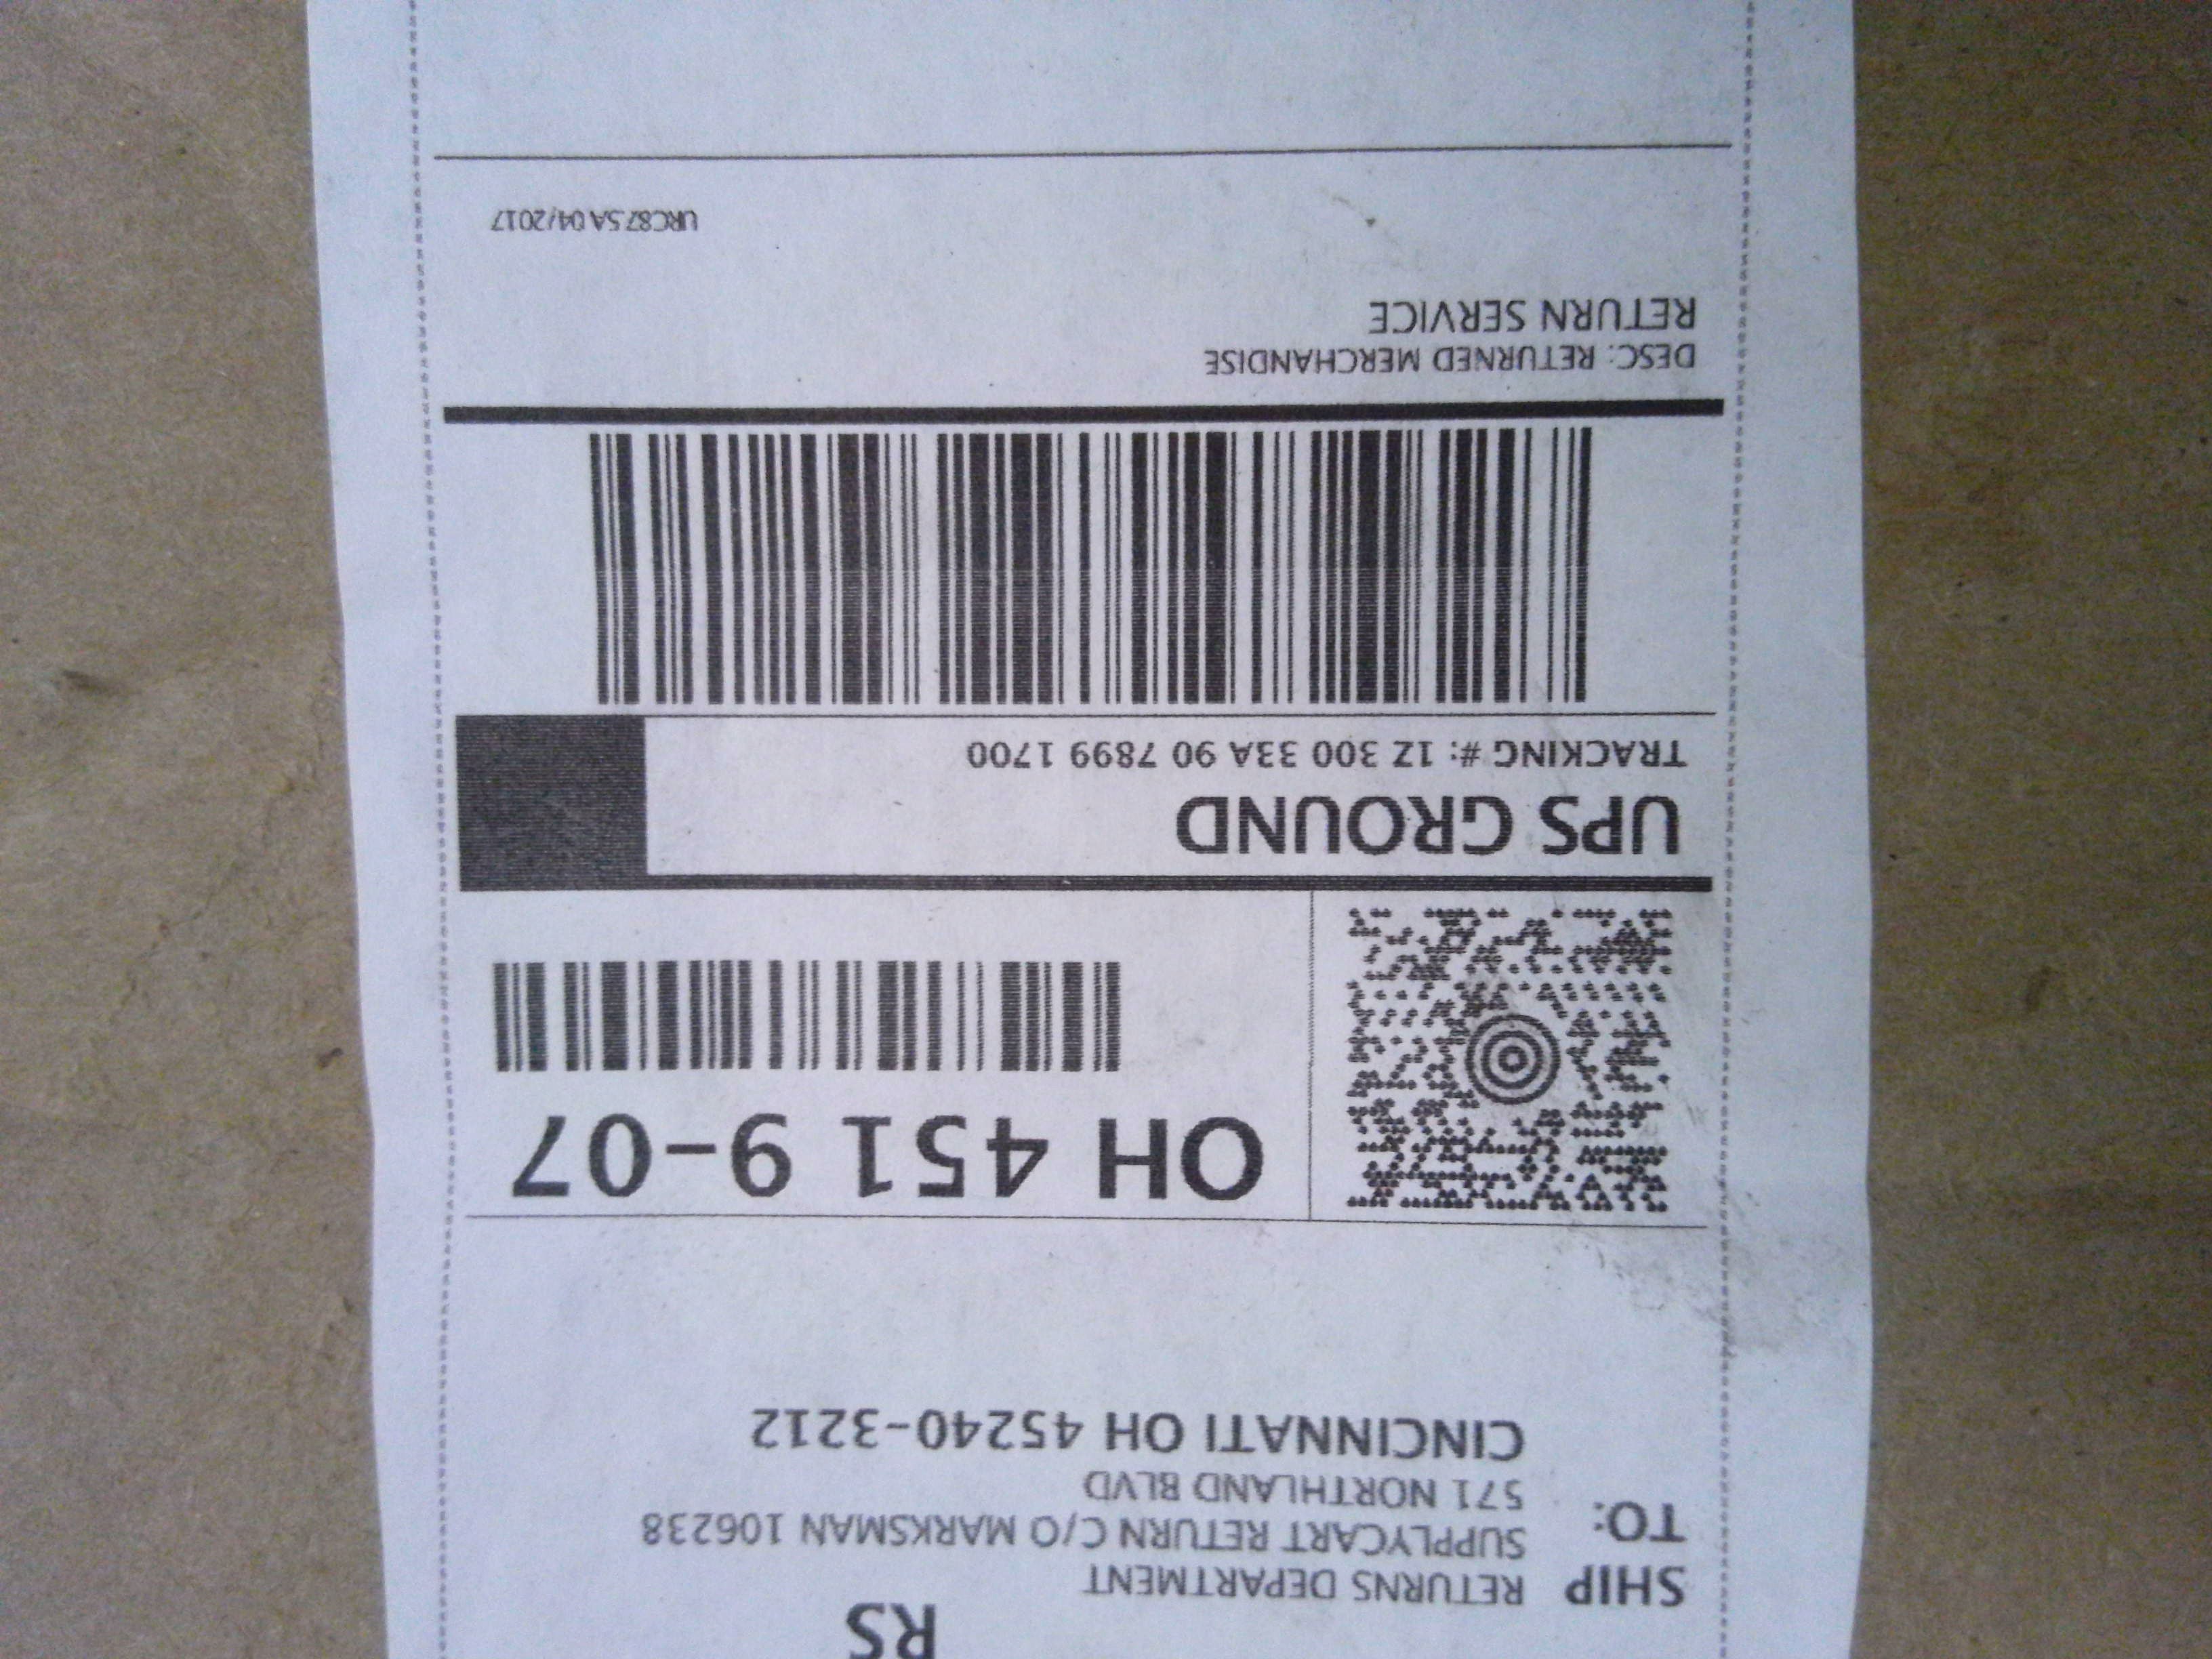 RS
SHIP TO:
RETURNS DEPARTMENT
SUPPLYCART RETURN C/O MARKSMAN 106238
571 NORTHLAND BLVD
CINCINNATI OH 45240-3212
OH 451 9-07
UPS GROUND
TRACKING #: 1Z 300 33A 90 7899 1700
DESC: RETURNED MERCHANDISE
RETURN SERVICE
URC87.5A 04/2017